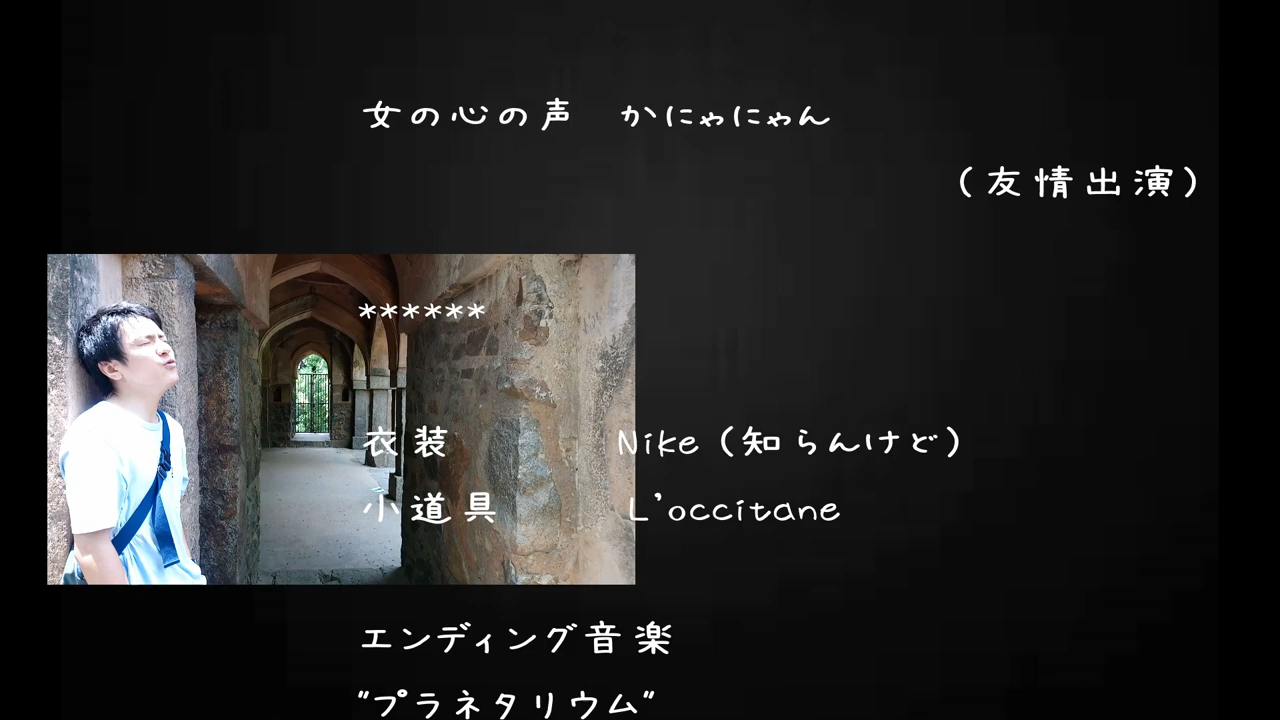 女の心の声　かにゃにゃん
（友情出演）
******
衣装　Nike（知らんけど）
小道具　L'occitane
エンディング音楽
"プラネタリウム"